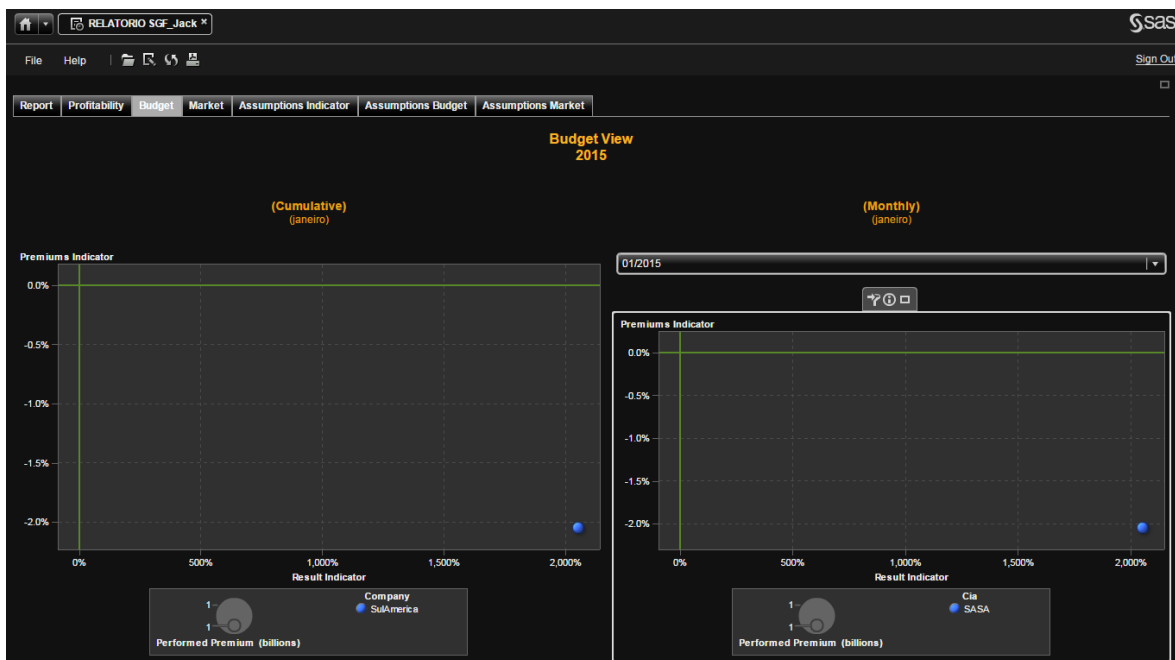 RELATORIO SGF_Jack ×
sas
File Help
Sign Out
Report Profitability Budget Market Assumptions Indicator Assumptions Budget Assumptions Market
Budget View
2015
(Cumulative)
(janeiro)
(Monthly)
(janeiro)
Premiums Indicator
0.0%
-0.5%
-1.0%
-1.5%
-2.0%
0% 500% 1,000% 1,500% 2,000%
Result Indicator
1
1
Performed Premium (billions)
Company
SulAmerica
01/2015
Premiums Indicator
0.0%
-0.5%
-1.0%
-1.5%
-2.0%
0% 500% 1,000% 1,500% 2,000%
Result Indicator
1
1
Performed Premium (billions)
Cia
SASA